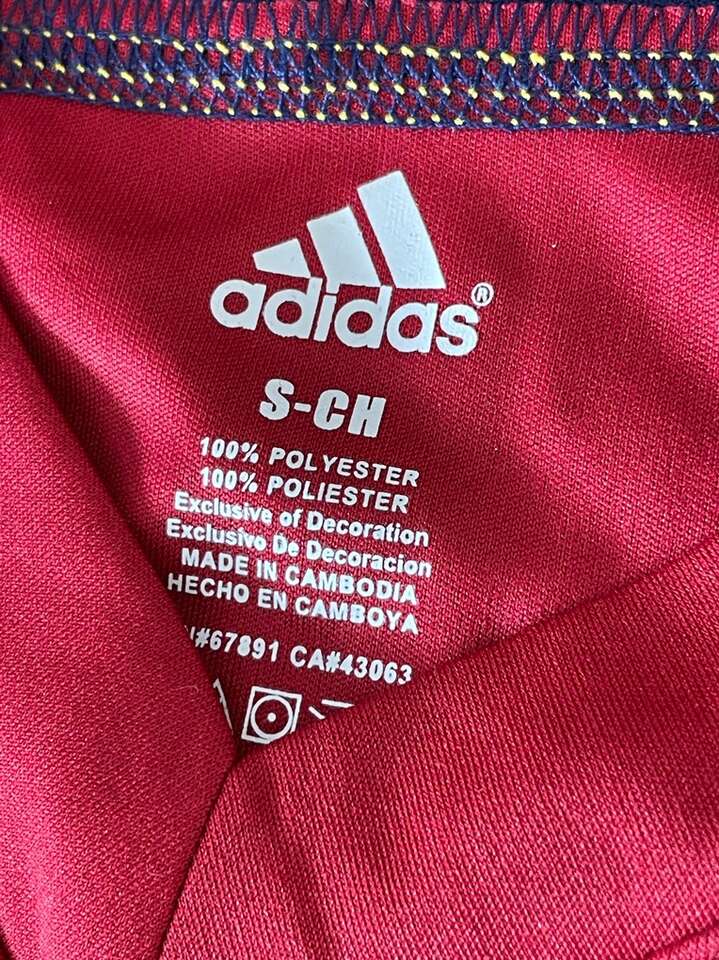 adidas®
S-CH
100% POLYESTER
100% POLIESTER
Exclusive of Decoration
Exclusivo De Decoracion
MADE IN CAMBODIA
HECHO EN CAMBOYA
#67891 CA#43063